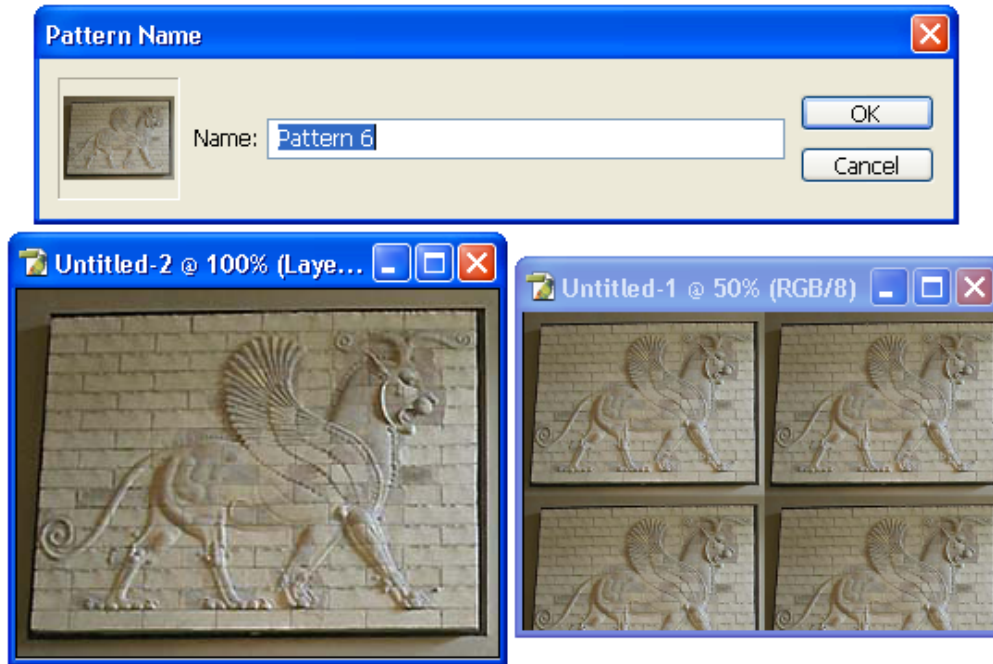 Pattern Name
Name: Pattern 6
OK
Cancel
Untitled-2 @ 100% (Laye...
Untitled-1 @ 50% (RGB/8)